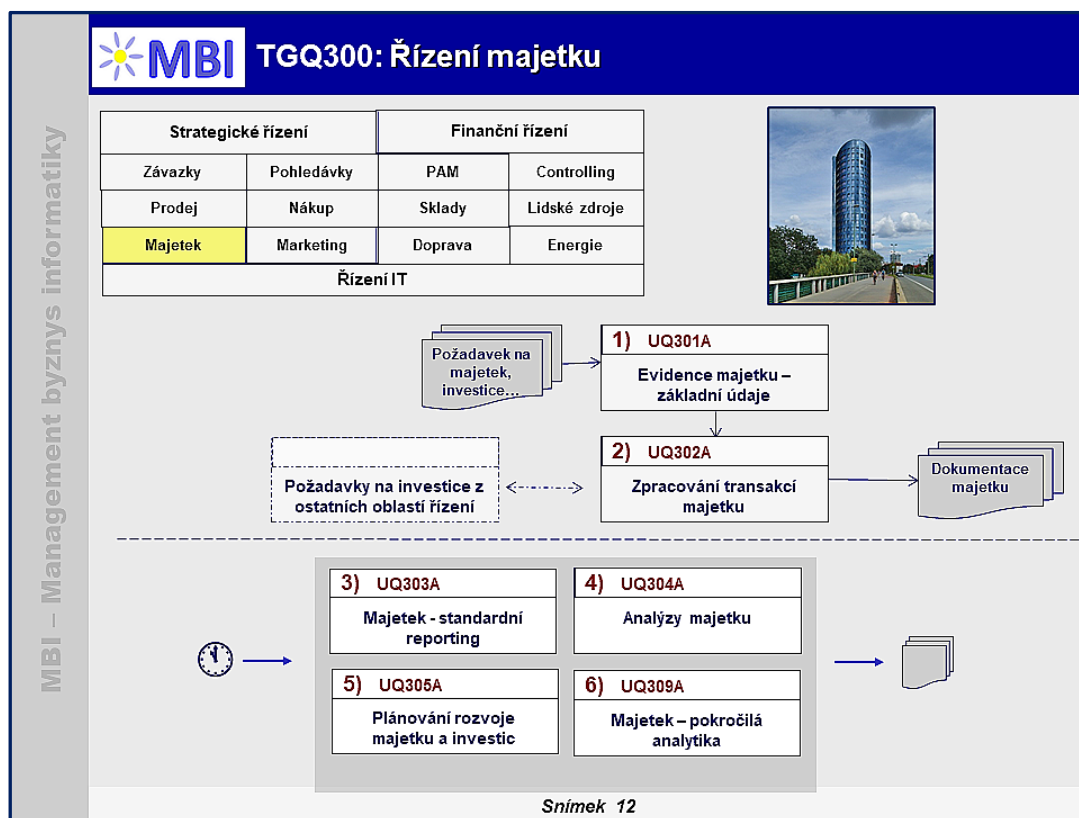 MBI – Management byznys informatiky
MBI
TGQ300: Řízení majetku
Strategické řízení
Finanční řízení
Závazky
Pohledávky
PAM
Controlling
Prodej
Nákup
Sklady
Lidské zdroje
Majetek
Marketing
Doprava
Energie
Řízení IT
Požadavek na
majetek,
investice...
1) UQ301A
Evidence majetku –
základní údaje
Požadavky na investice z
ostatních oblastí řízení
2) UQ302A
Zpracování transakcí
majetku
Dokumentace
majetku
3) UQ303A
Majetek - standardní
reporting
4) UQ304A
Analýzy majetku
5) UQ305A
Plánování rozvoje
majetku a investic
6) UQ309A
Majetek – pokročilá
analytika
Snímek 12